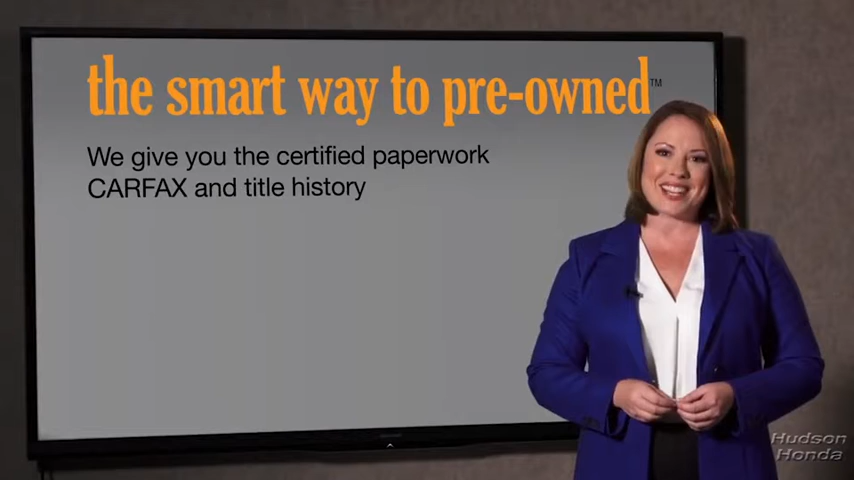 the smart way to pre-owned™
We give you the certified paperwork
CARFAX and title history
Hudson
Honda